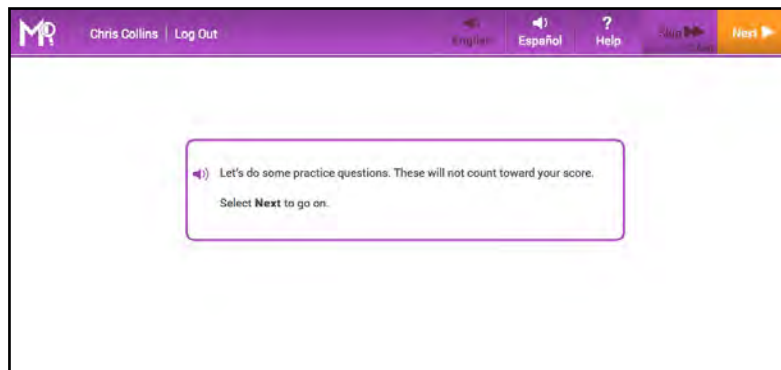 MR
Chris Collins | Log Out
English
Español
?
Help
Skip
Next
Let's do some practice questions. These will not count toward your score.
Select Next to go on.